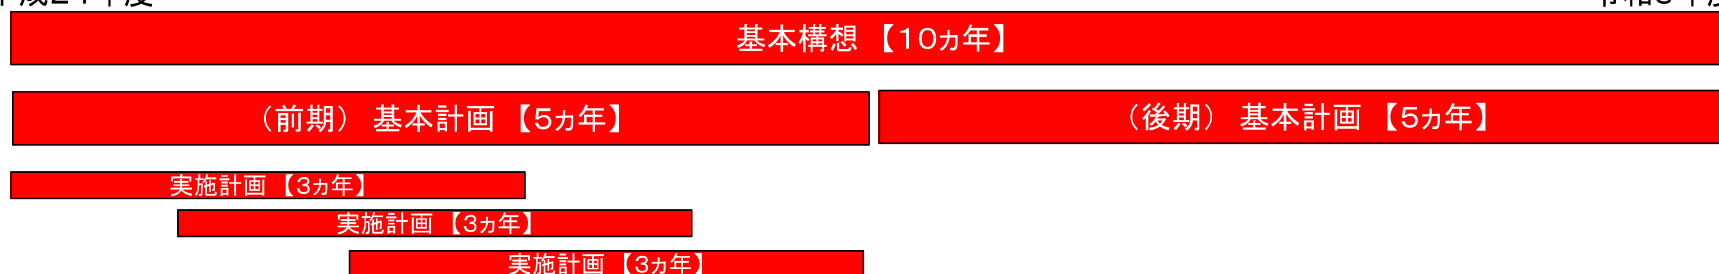 基本構想 【10ヵ年】
(前期) 基本計画 【5ヵ年】
(後期) 基本計画 【5ヵ年】
実施計画 【3ヵ年】
実施計画 【3ヵ年】
実施計画 【3ヵ年】